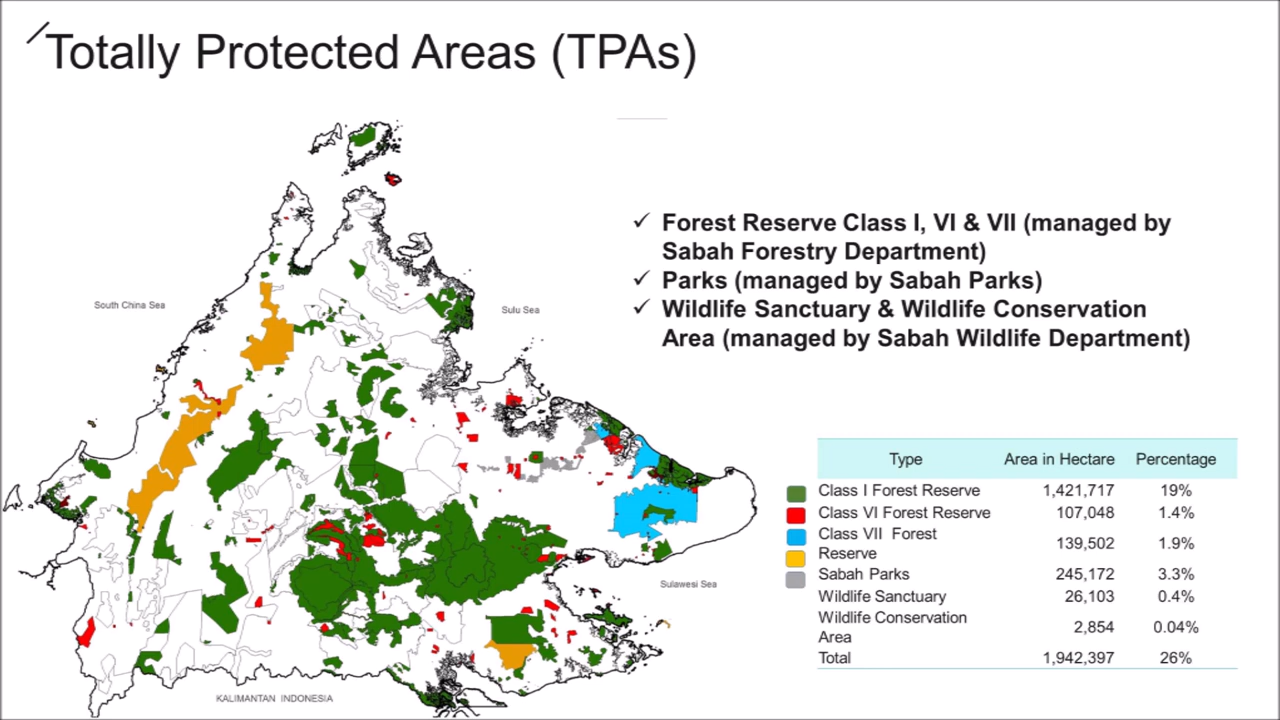 Totally Protected Areas (TPAs)
South China Sea
Sulu Sea
Sulawesi Sea
KALIMANTAN INDONESIA
✓ Forest Reserve Class I, VI & VII (managed by
Sabah Forestry Department)
✓ Parks (managed by Sabah Parks)
✓ Wildlife Sanctuary & Wildlife Conservation
Area (managed by Sabah Wildlife Department)
Type Area in Hectare Percentage
Class I Forest Reserve 1,421,717 19%
Class VI Forest Reserve 107,048 1.4%
Class VII Forest
Reserve 139,502 1.9%
Sabah Parks 245,172 3.3%
Wildlife Sanctuary 26,103 0.4%
Wildlife Conservation
Area 2,854 0.04%
Total 1,942,397 26%